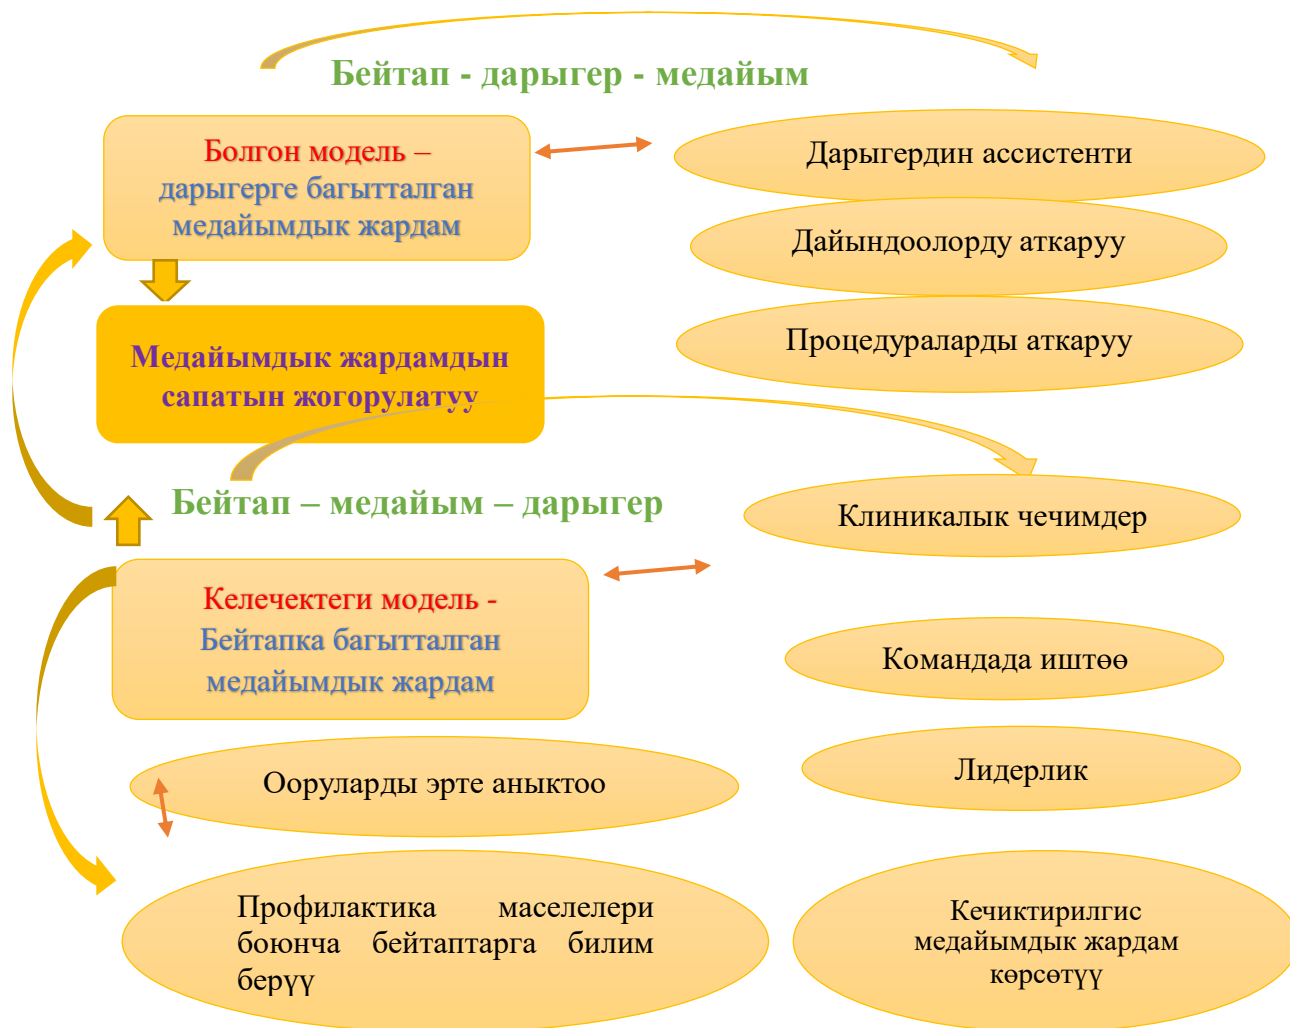 Бейтап - дарыгер - медайым
Болгон модель –
дарыгерге багытталган
медайымдык жардам
Дарыгердин ассистенти
Дайындоолорду аткаруу
Процедураларды аткаруу
Медайымдык жардамдын
сапатын жогорулатуу
Бейтап – медайым – дарыгер
Клиникалык чечимдер
Келечектеги модель -
Бейтапка багытталган
медайымдык жардам
Командада иштөө
Лидерлик
Ооруларды эрте аныктоо
Профилактика маселелери
боюнча бейтаптарга билим
берүү
Кечиктирилгис
медайымдык жардам
көрсөтүү